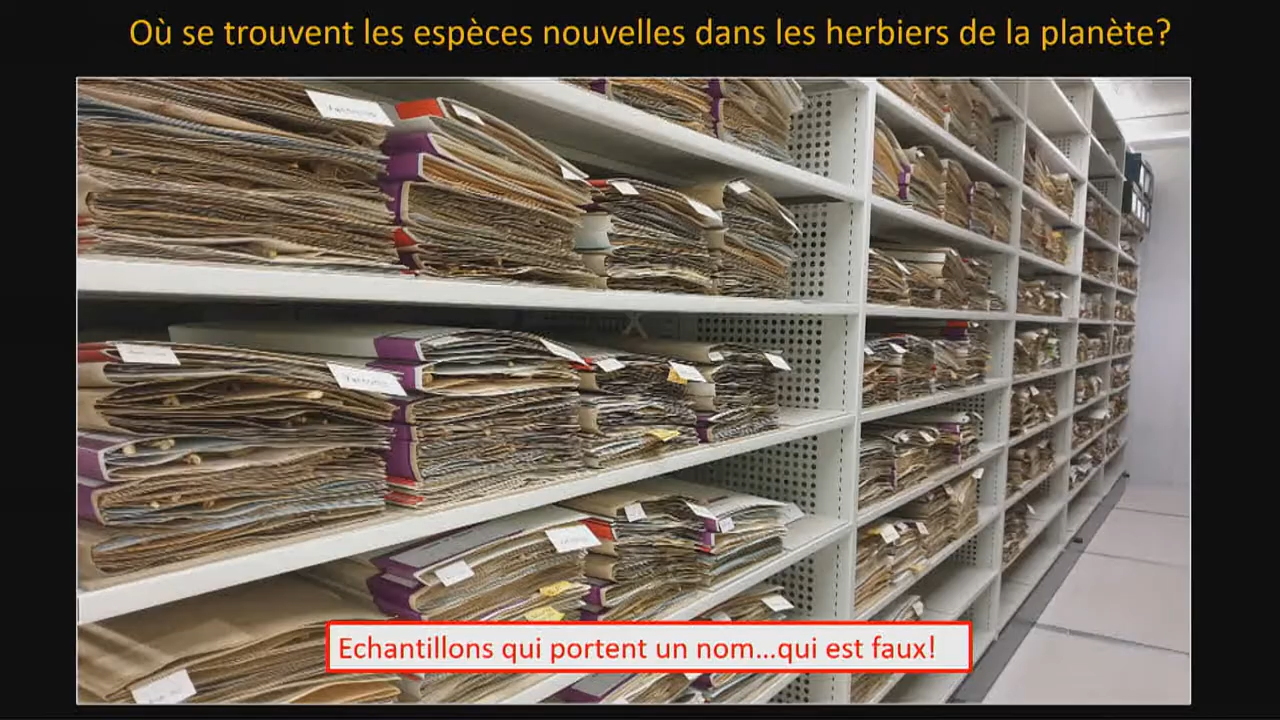 Où se trouvent les espèces nouvelles dans les herbiers de la planète?
Echantillons qui portent un nom...qui est faux!